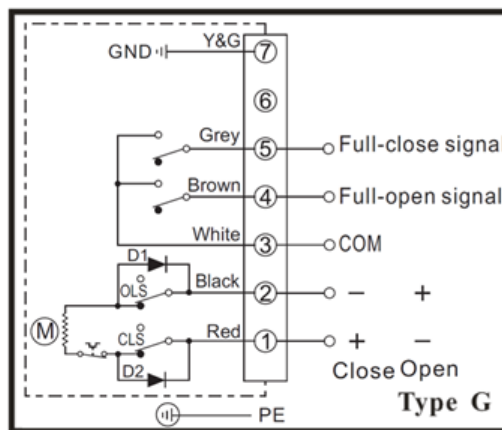 GND Y&G ⑦
⑥
Grey ⑤ Full-close signal
Brown ④ Full-open signal
White ③ COM
D1
OLS Black ② − +
M CLS Red ① + −
D2 Close Open
PE Type G